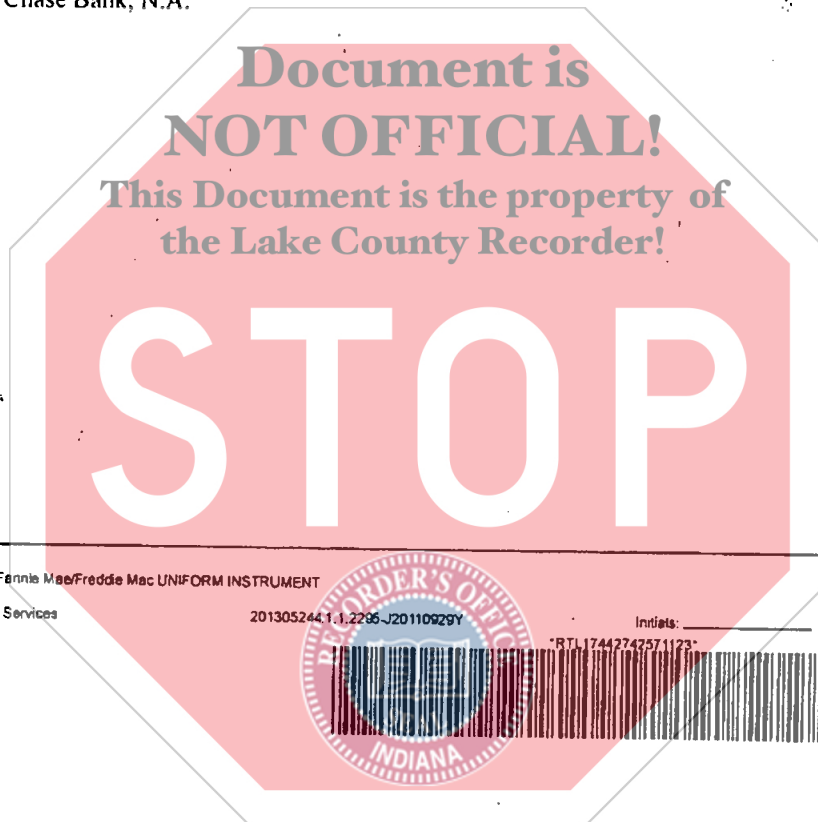 Chase Bank, N.A.
Document is
NOT OFFICIAL!
This Document is the property of
the Lake County Recorder!
STOP
Fannie Mae/Freddie Mac UNIFORM INSTRUMENT
Services 201305244.1.1.2295-J20110929Y Initials:
*RTL17442742571123*
RECORDER'S OFFICE
INDIANA